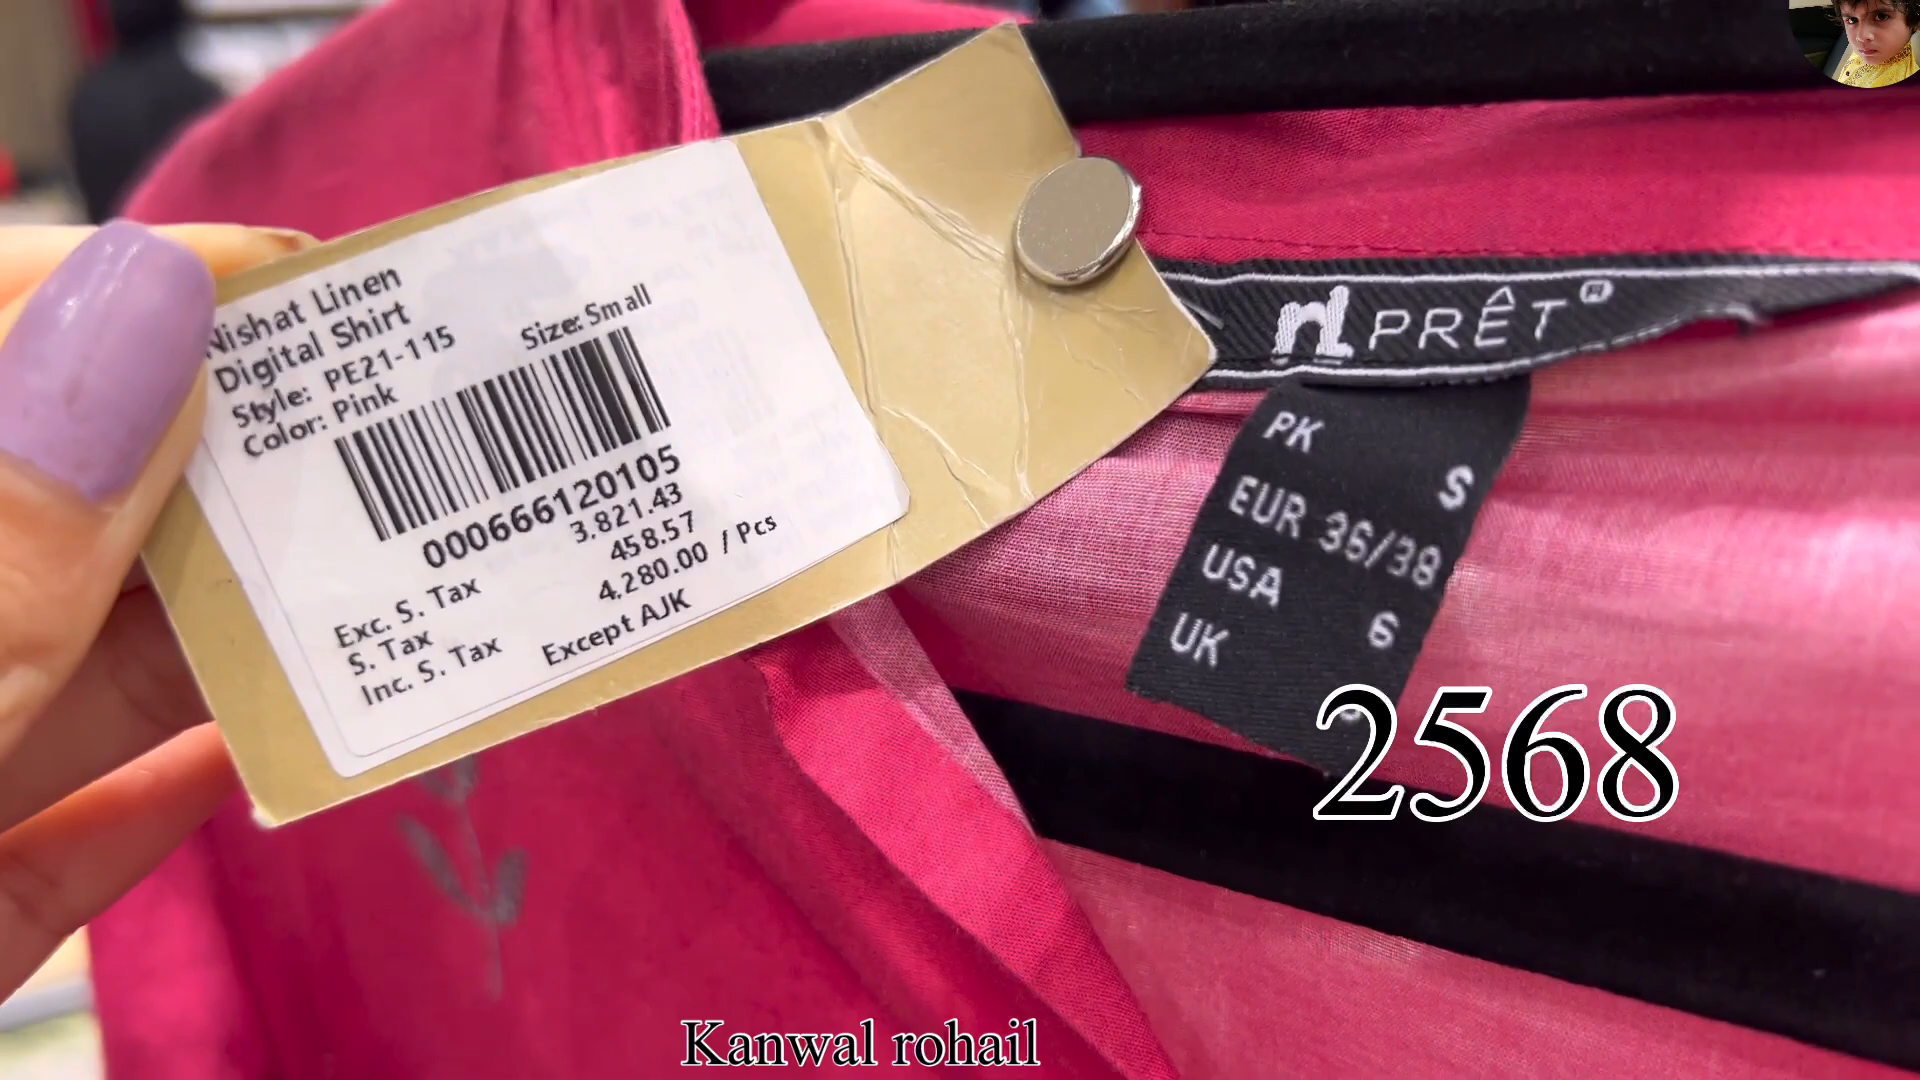 Nishat Linen
Digital Shirt
Style: PE21-115
Size: Small
Color: Pink
000666120105
Exc. S. Tax 3,821.43
S. Tax 458.57
Inc. S. Tax 4,280.00 / Pcs
Except AJK
n PRÊT®
PK S
EUR 36/38
USA 6
UK
2568
Kanwal rohail